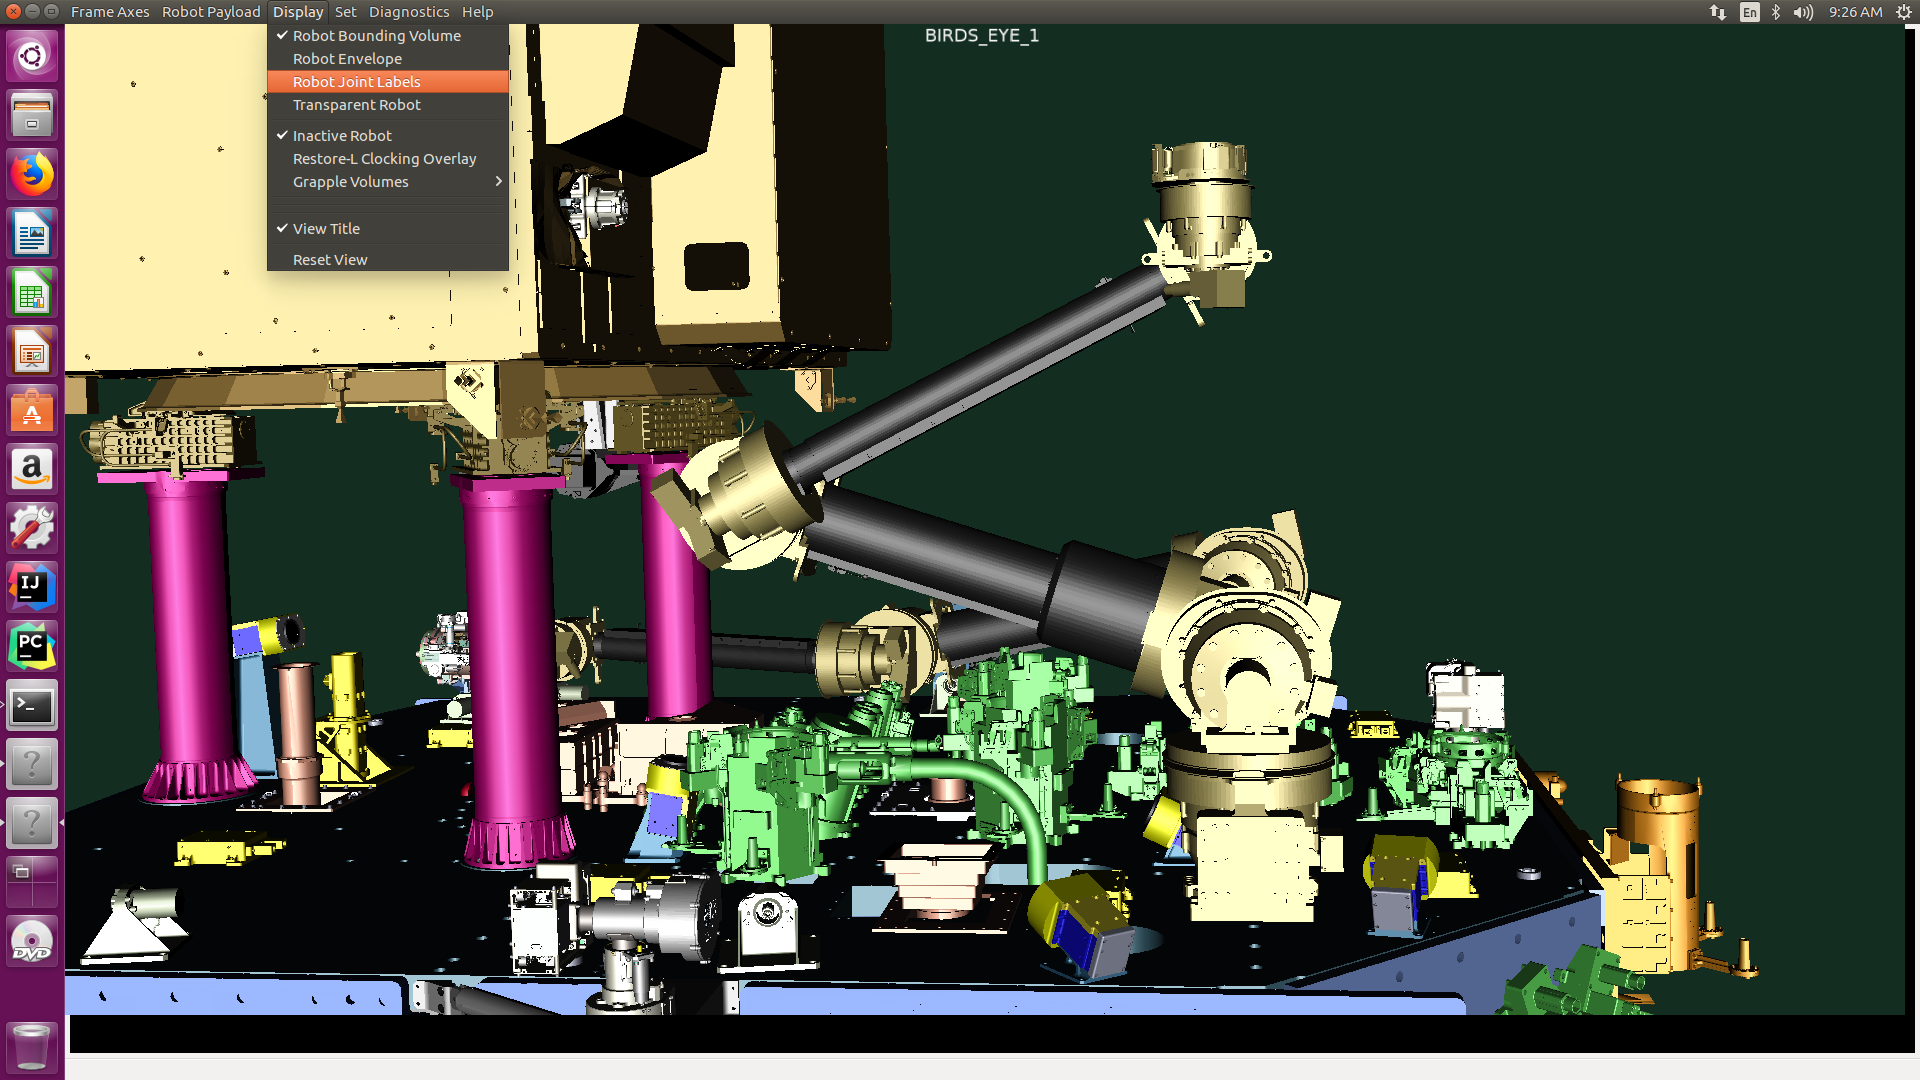 Frame Axes Robot Payload Display Set Diagnostics Help En 9:26 AM
Robot Bounding Volume
Robot Envelope
Robot Joint Labels
Transparent Robot
Inactive Robot
Restore-L Clocking Overlay
Grapple Volumes
View Title
Reset View
BIRDS_EYE_1
A
a
IJ
PC
>_
?
?
DVD